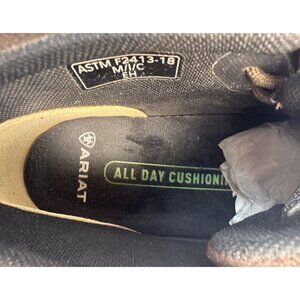 ASTM F2413-18
M/I/C
EH
ARIAT
ALL DAY CUSHIONI